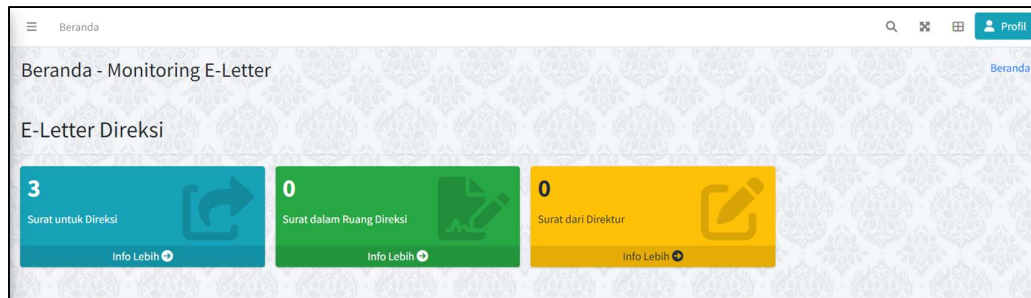 Beranda
Profil
Beranda - Monitoring E-Letter
Beranda
E-Letter Direksi
3
Surat untuk Direksi
Info Lebih
0
Surat dalam Ruang Direksi
Info Lebih
0
Surat dari Direktur
Info Lebih